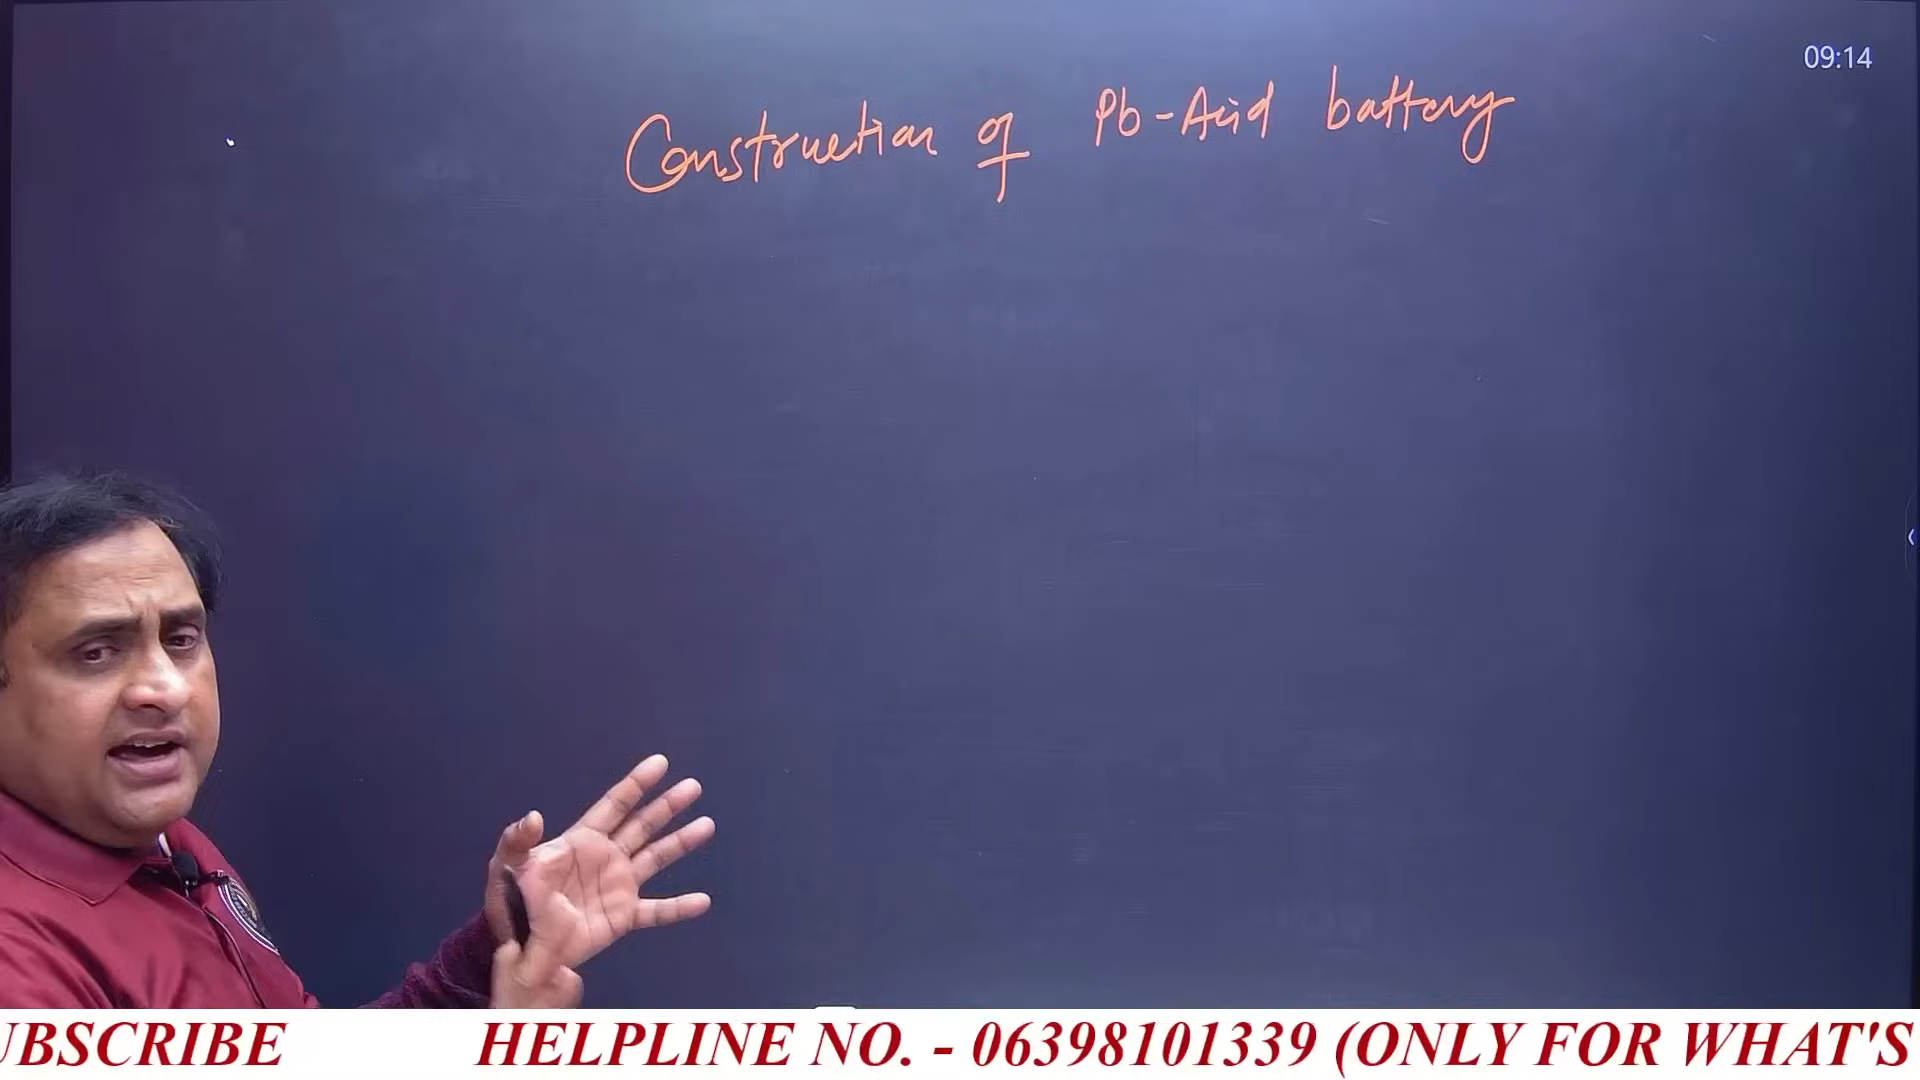 09:14
Construction of Pb-Acid battery
UBSCRIBE HELPLINE NO. - 06398101339 (ONLY FOR WHAT'S